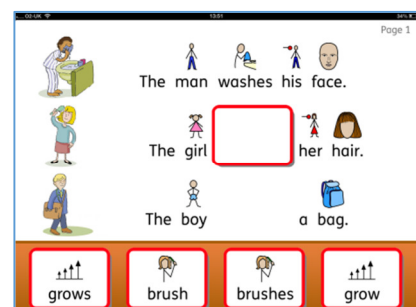 O2-UK 13:51 94%
Page 1
The man washes his face.
The girl her hair.
The boy a bag.
grows brush brushes grow